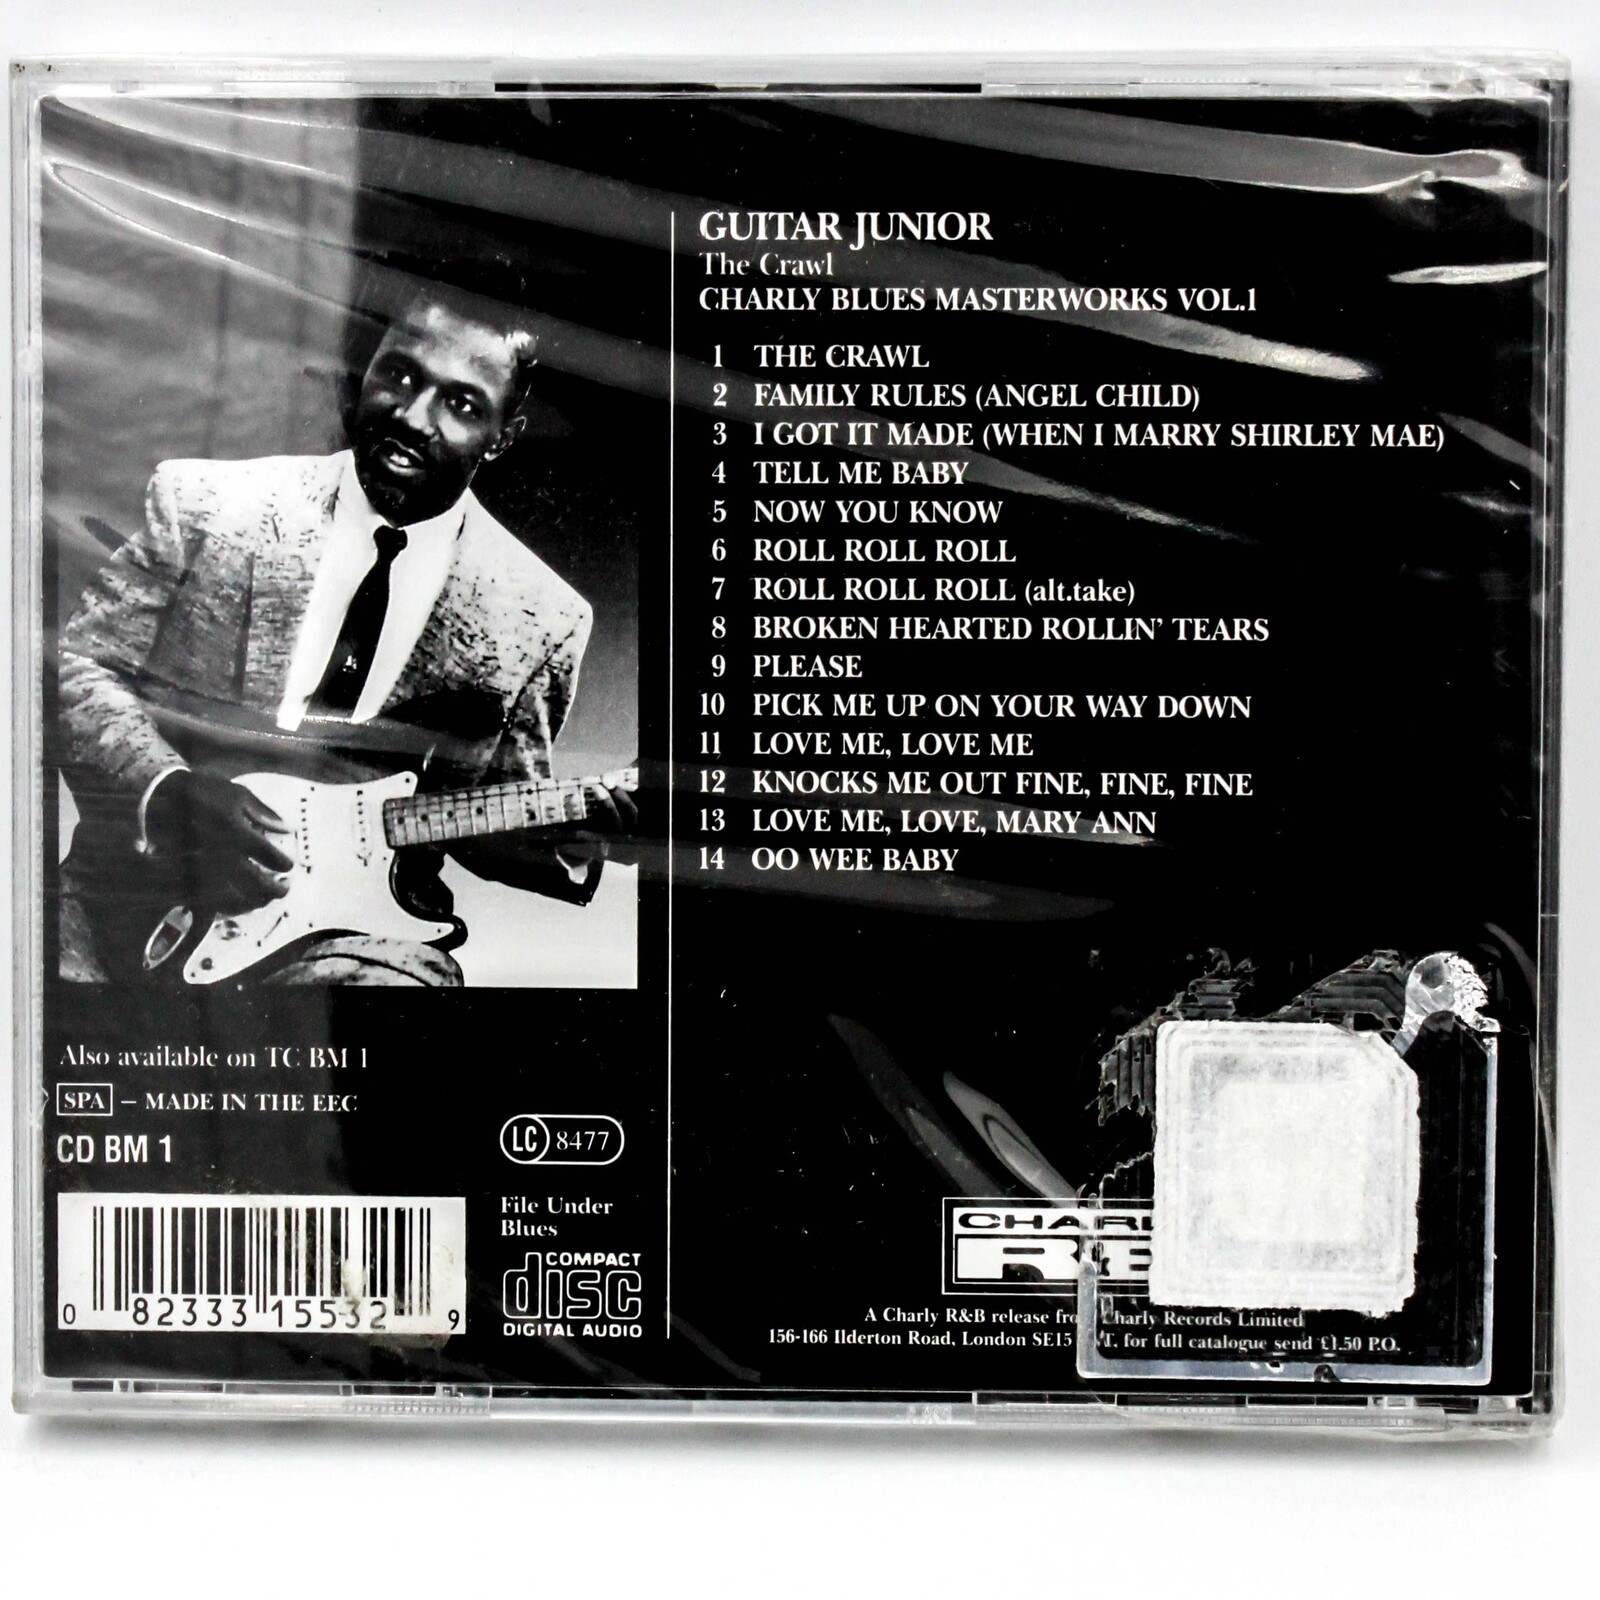 GUITAR JUNIOR
The Crawl
CHARLY BLUES MASTERWORKS VOL.1
1 THE CRAWL
2 FAMILY RULES (ANGEL CHILD)
3 I GOT IT MADE (WHEN I MARRY SHIRLEY MAE)
4 TELL ME BABY
5 NOW YOU KNOW
6 ROLL ROLL ROLL
7 ROLL ROLL ROLL (alt.take)
8 BROKEN HEARTED ROLLIN' TEARS
9 PLEASE
10 PICK ME UP ON YOUR WAY DOWN
11 LOVE ME, LOVE ME
12 KNOCKS ME OUT FINE, FINE, FINE
13 LOVE ME, LOVE, MARY ANN
14 OO WEE BABY
Also available on TC BM 1
SPA – MADE IN THE EEC
CD BM 1
LC 8477
File Under
Blues
COMPACT
disc
DIGITAL AUDIO
0 82333 15532 9
A Charly R&B release Charly Records Limited
156-166 Ilderton Road, London SE15 for full catalogue send £1.50 P.O.